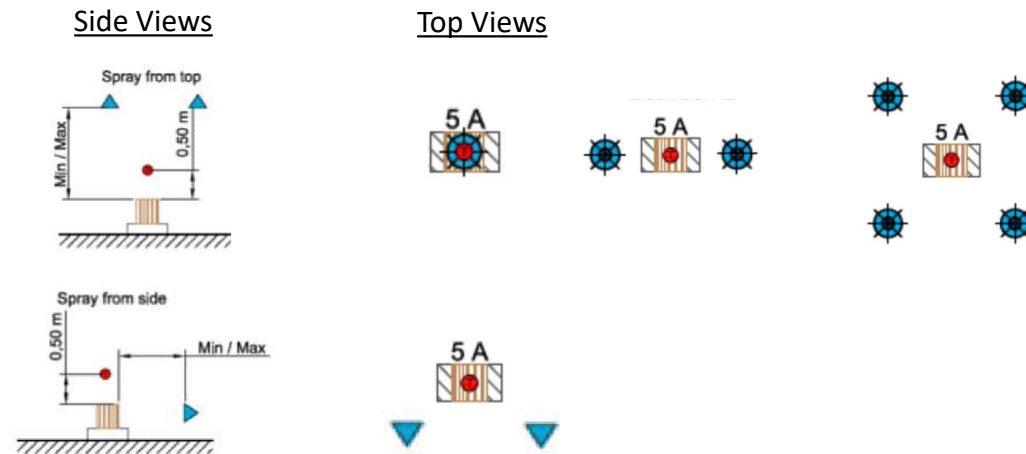 Side Views
Top Views
Spray from top
Min / Max
0,50 m
5 A
5 A
5 A
Spray from side
0,50 m
Min / Max
5 A